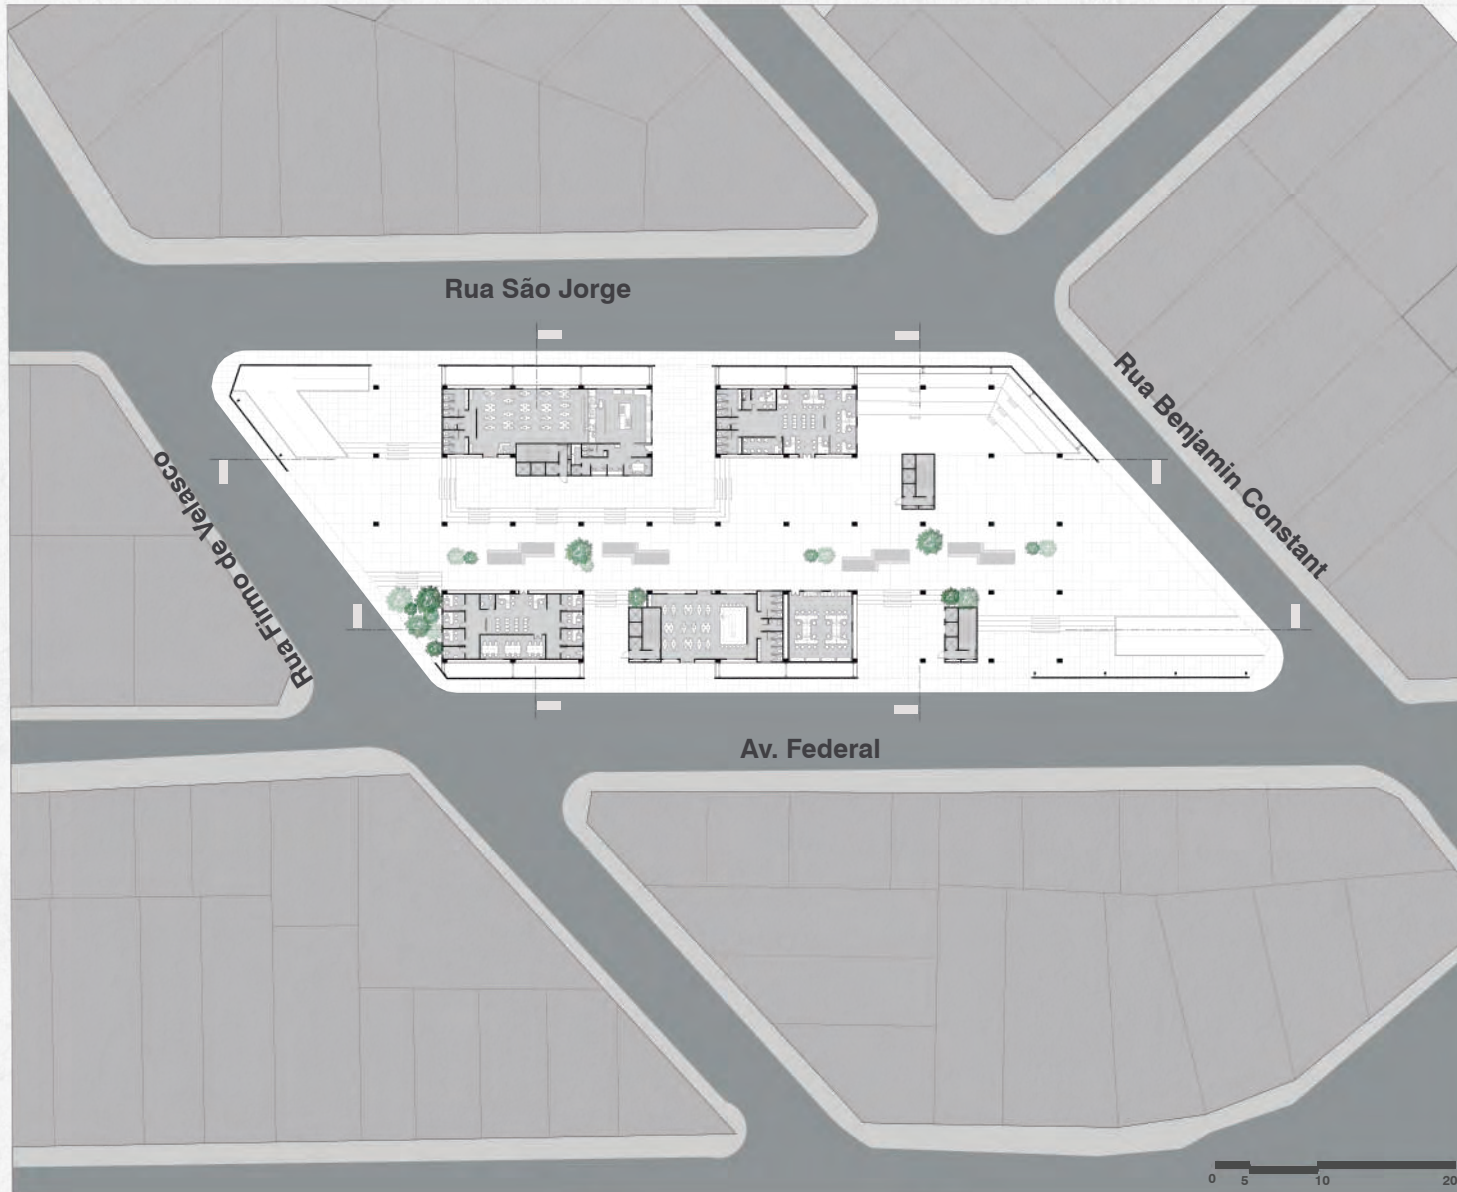 Rua São Jorge
Rua Benjamin Constant
Rua Firmo de Velasco
Av. Federal
0 5 10 20